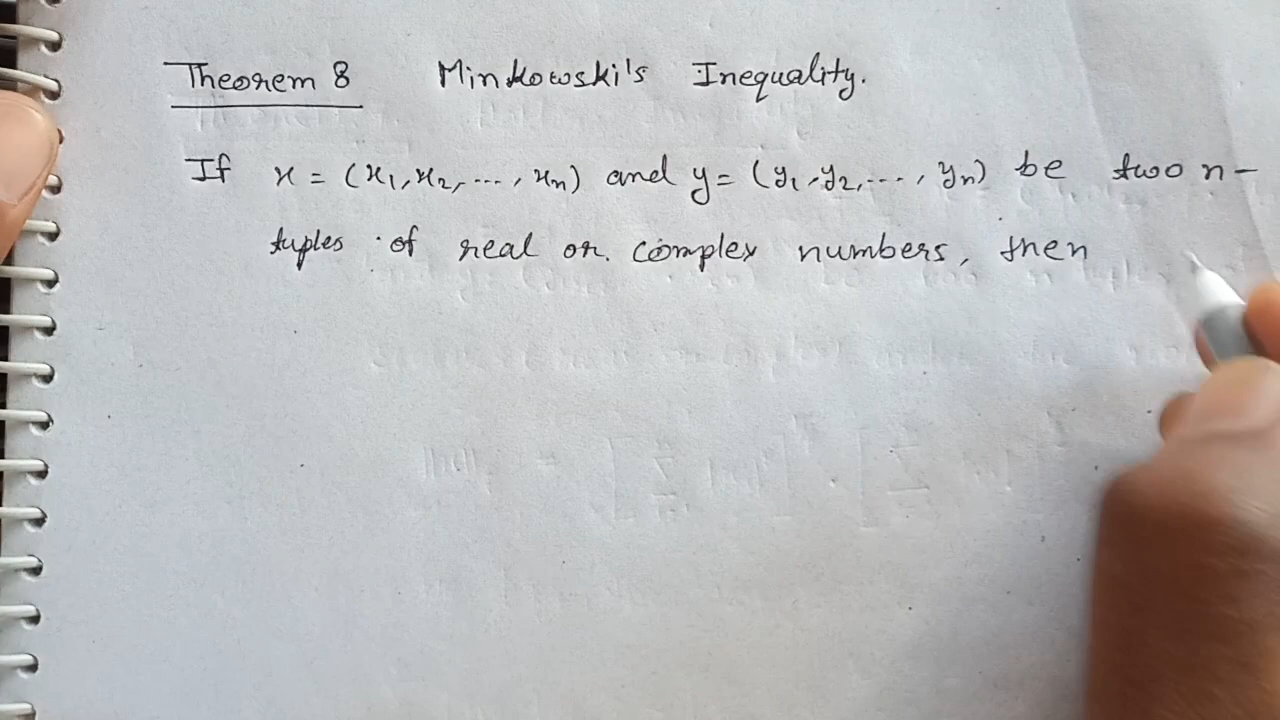 Theorem 8 Minkowski's Inequality.
If x = (x₁, x₂, ..., xₙ) and y = (y₁, y₂, ..., yₙ) be two n-
tuples of real or complex numbers, then